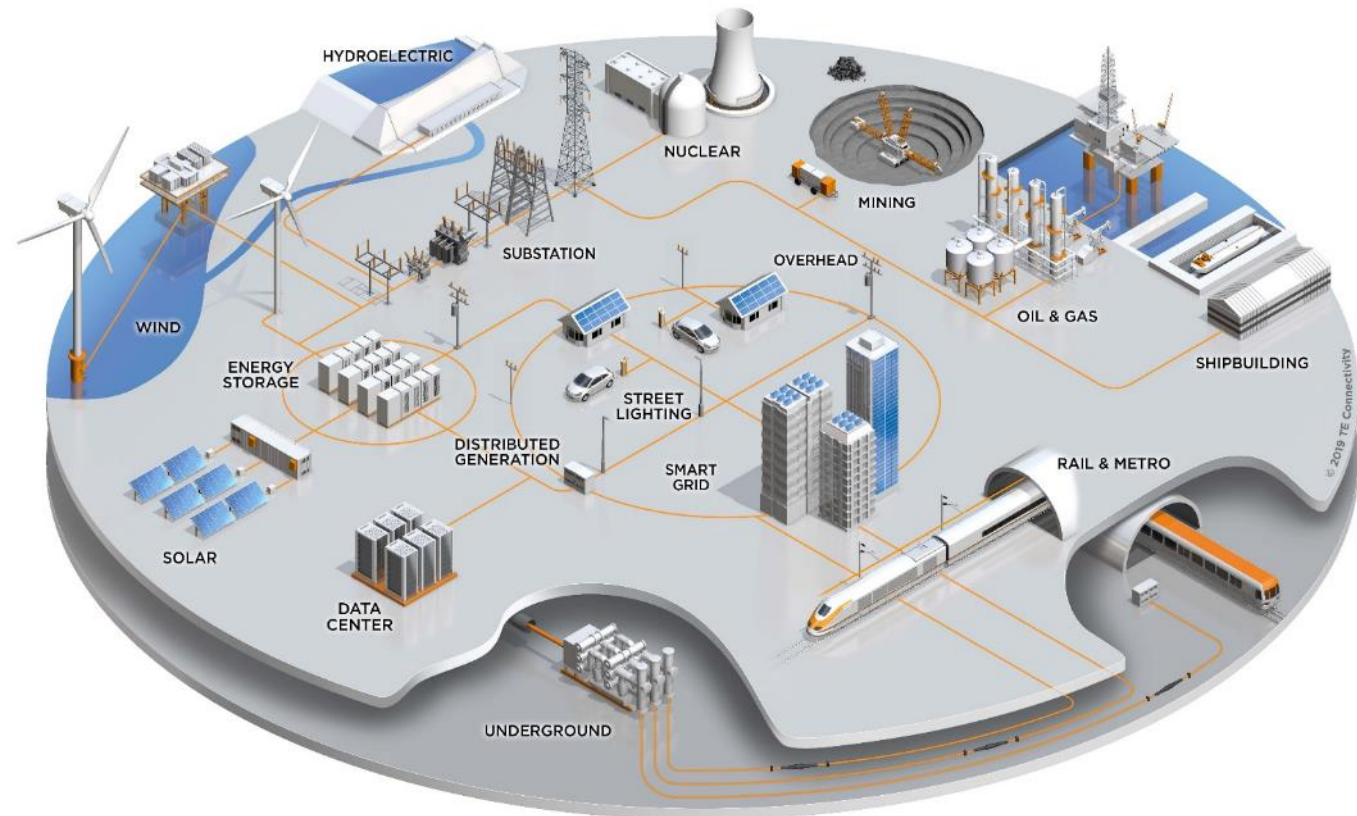 HYDROELECTRIC
NUCLEAR
MINING
SUBSTATION
OVERHEAD
WIND
OIL & GAS
SHIPBUILDING
ENERGY
STORAGE
STREET
LIGHTING
DISTRIBUTED
GENERATION
SMART
GRID
RAIL & METRO
SOLAR
DATA
CENTER
UNDERGROUND
© 2019 TE Connectivity